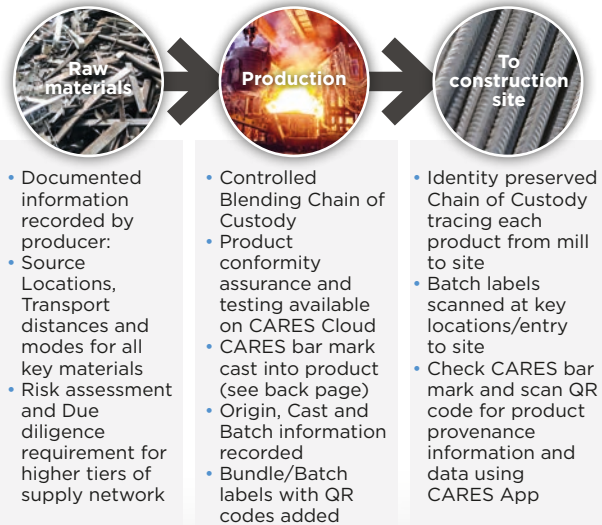 Raw
materials
Production
To
construction
site
• Documented
information
recorded by
producer:
• Source
Locations,
Transport
distances and
modes for all
key materials
• Risk assessment
and Due
diligence
requirement for
higher tiers of
supply network
• Controlled
Blending Chain of
Custody
• Product
conformity
assurance and
testing available
on CARES Cloud
• CARES bar mark
cast into product
(see back page)
• Origin, Cast and
Batch information
recorded
• Bundle/Batch
labels with QR
codes added
• Identity preserved
Chain of Custody
tracing each
product from mill
to site
• Batch labels
scanned at key
locations/entry
to site
• Check CARES bar
mark and scan QR
code for product
provenance
information and
data using
CARES App